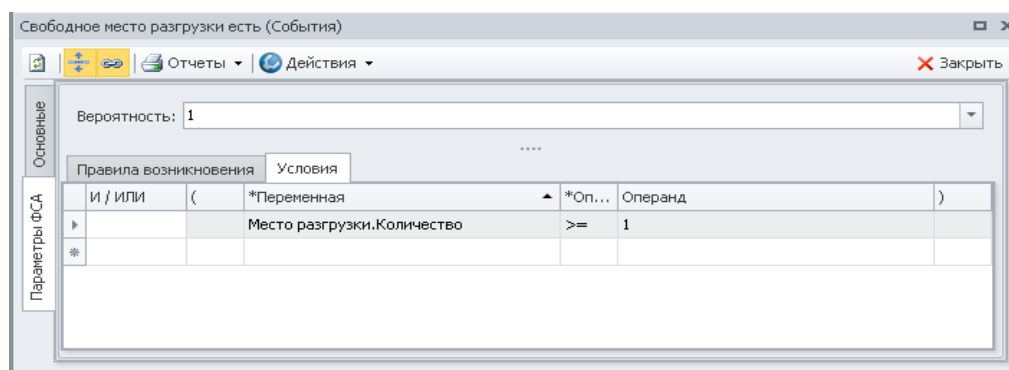 Свободное место разгрузки есть (События)
Отчеты Действия Закрыть
Основные
Параметры ФСА
Вероятность: 1
Правила возникновения Условия
И / ИЛИ ( *Переменная *Оп... Операнд )
Место разгрузки.Количество >= 1